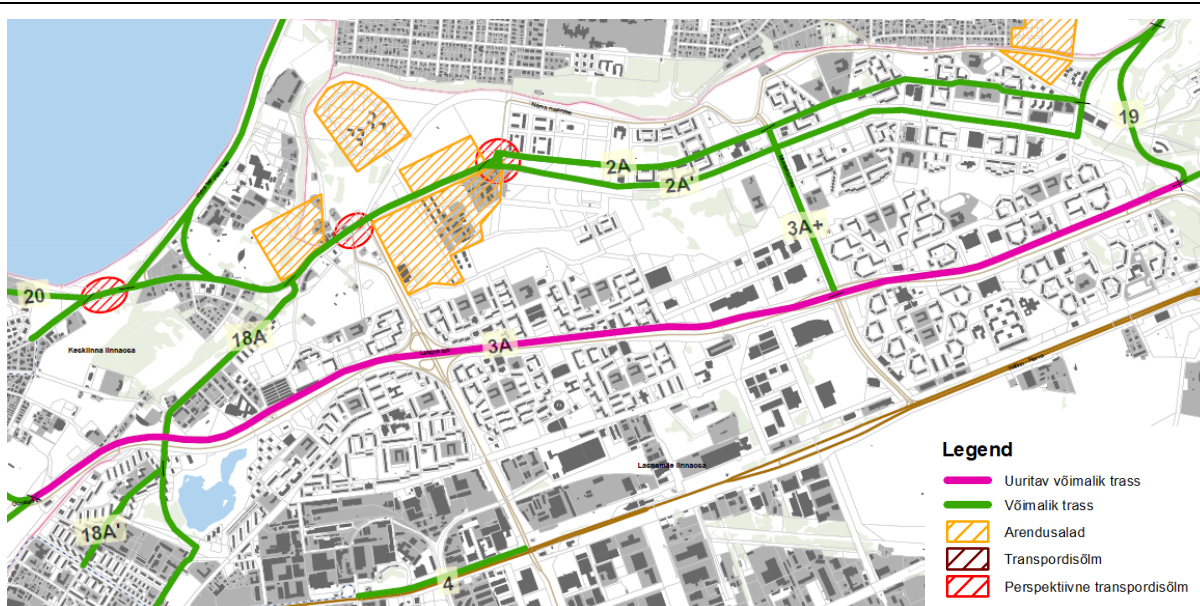 19
2A
2A'
3A+
20
18A
Kesklinna linnaosa
3A
Lasnamäe linnaosa
18A'
4
Legend
Uuritav võimalik trass
Võimalik trass
Arendusalad
Transpordisõlm
Perspektiivne transpordisõlm